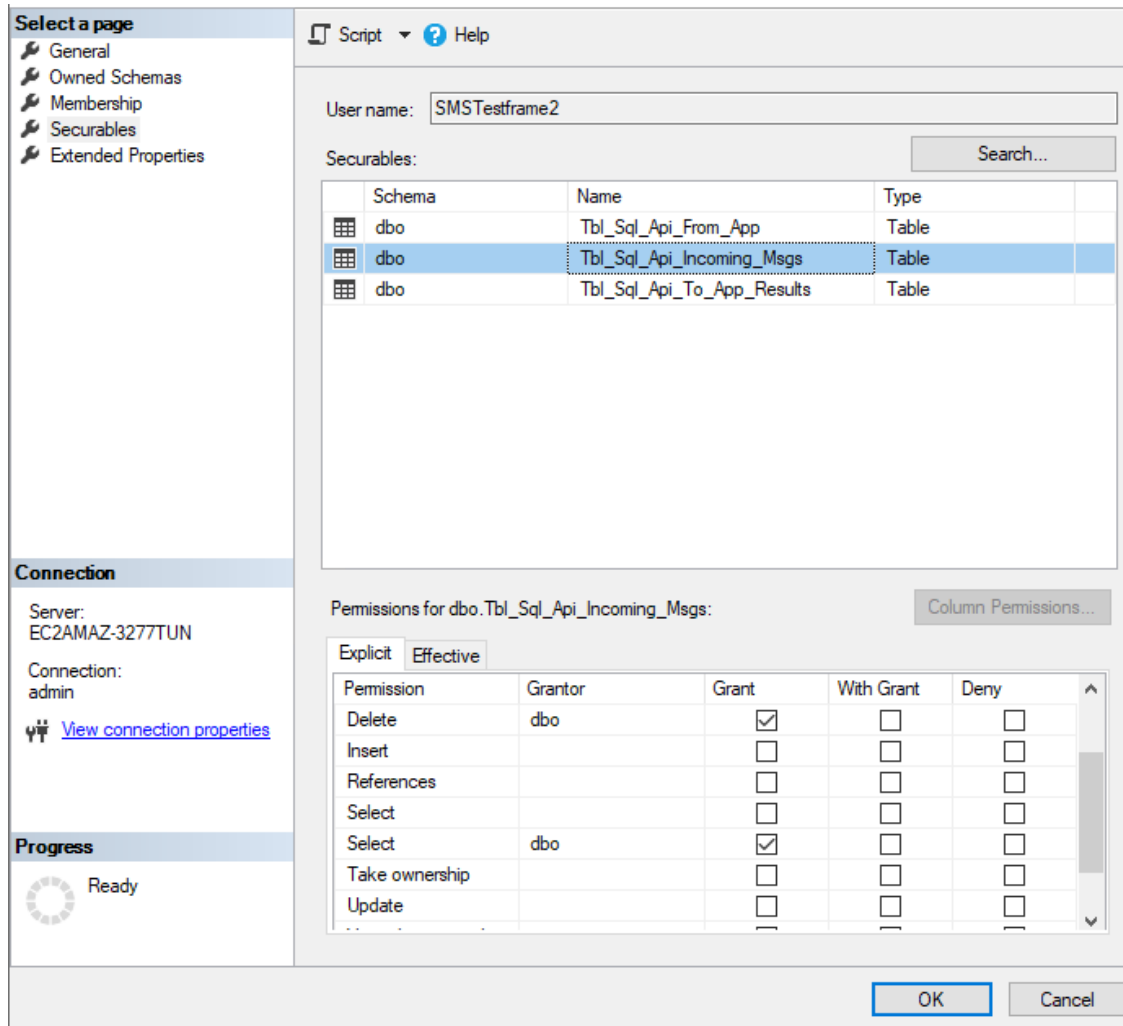 Select a page
General
Owned Schemas
Membership
Securables
Extended Properties
Script Help
User name: SMSTestframe2
Securables: Search...
Schema Name Type
dbo Tbl_Sql_Api_From_App Table
dbo Tbl_Sql_Api_Incoming_Msgs Table
dbo Tbl_Sql_Api_To_App_Results Table
Connection
Server:
EC2AMAZ-3277TUN
Connection:
admin
View connection properties
Progress
Ready
Permissions for dbo.Tbl_Sql_Api_Incoming_Msgs: Column Permissions...
Explicit Effective
Permission Grantor Grant With Grant Deny
Delete dbo
Insert
References
Select
Select dbo
Take ownership
Update
OK Cancel